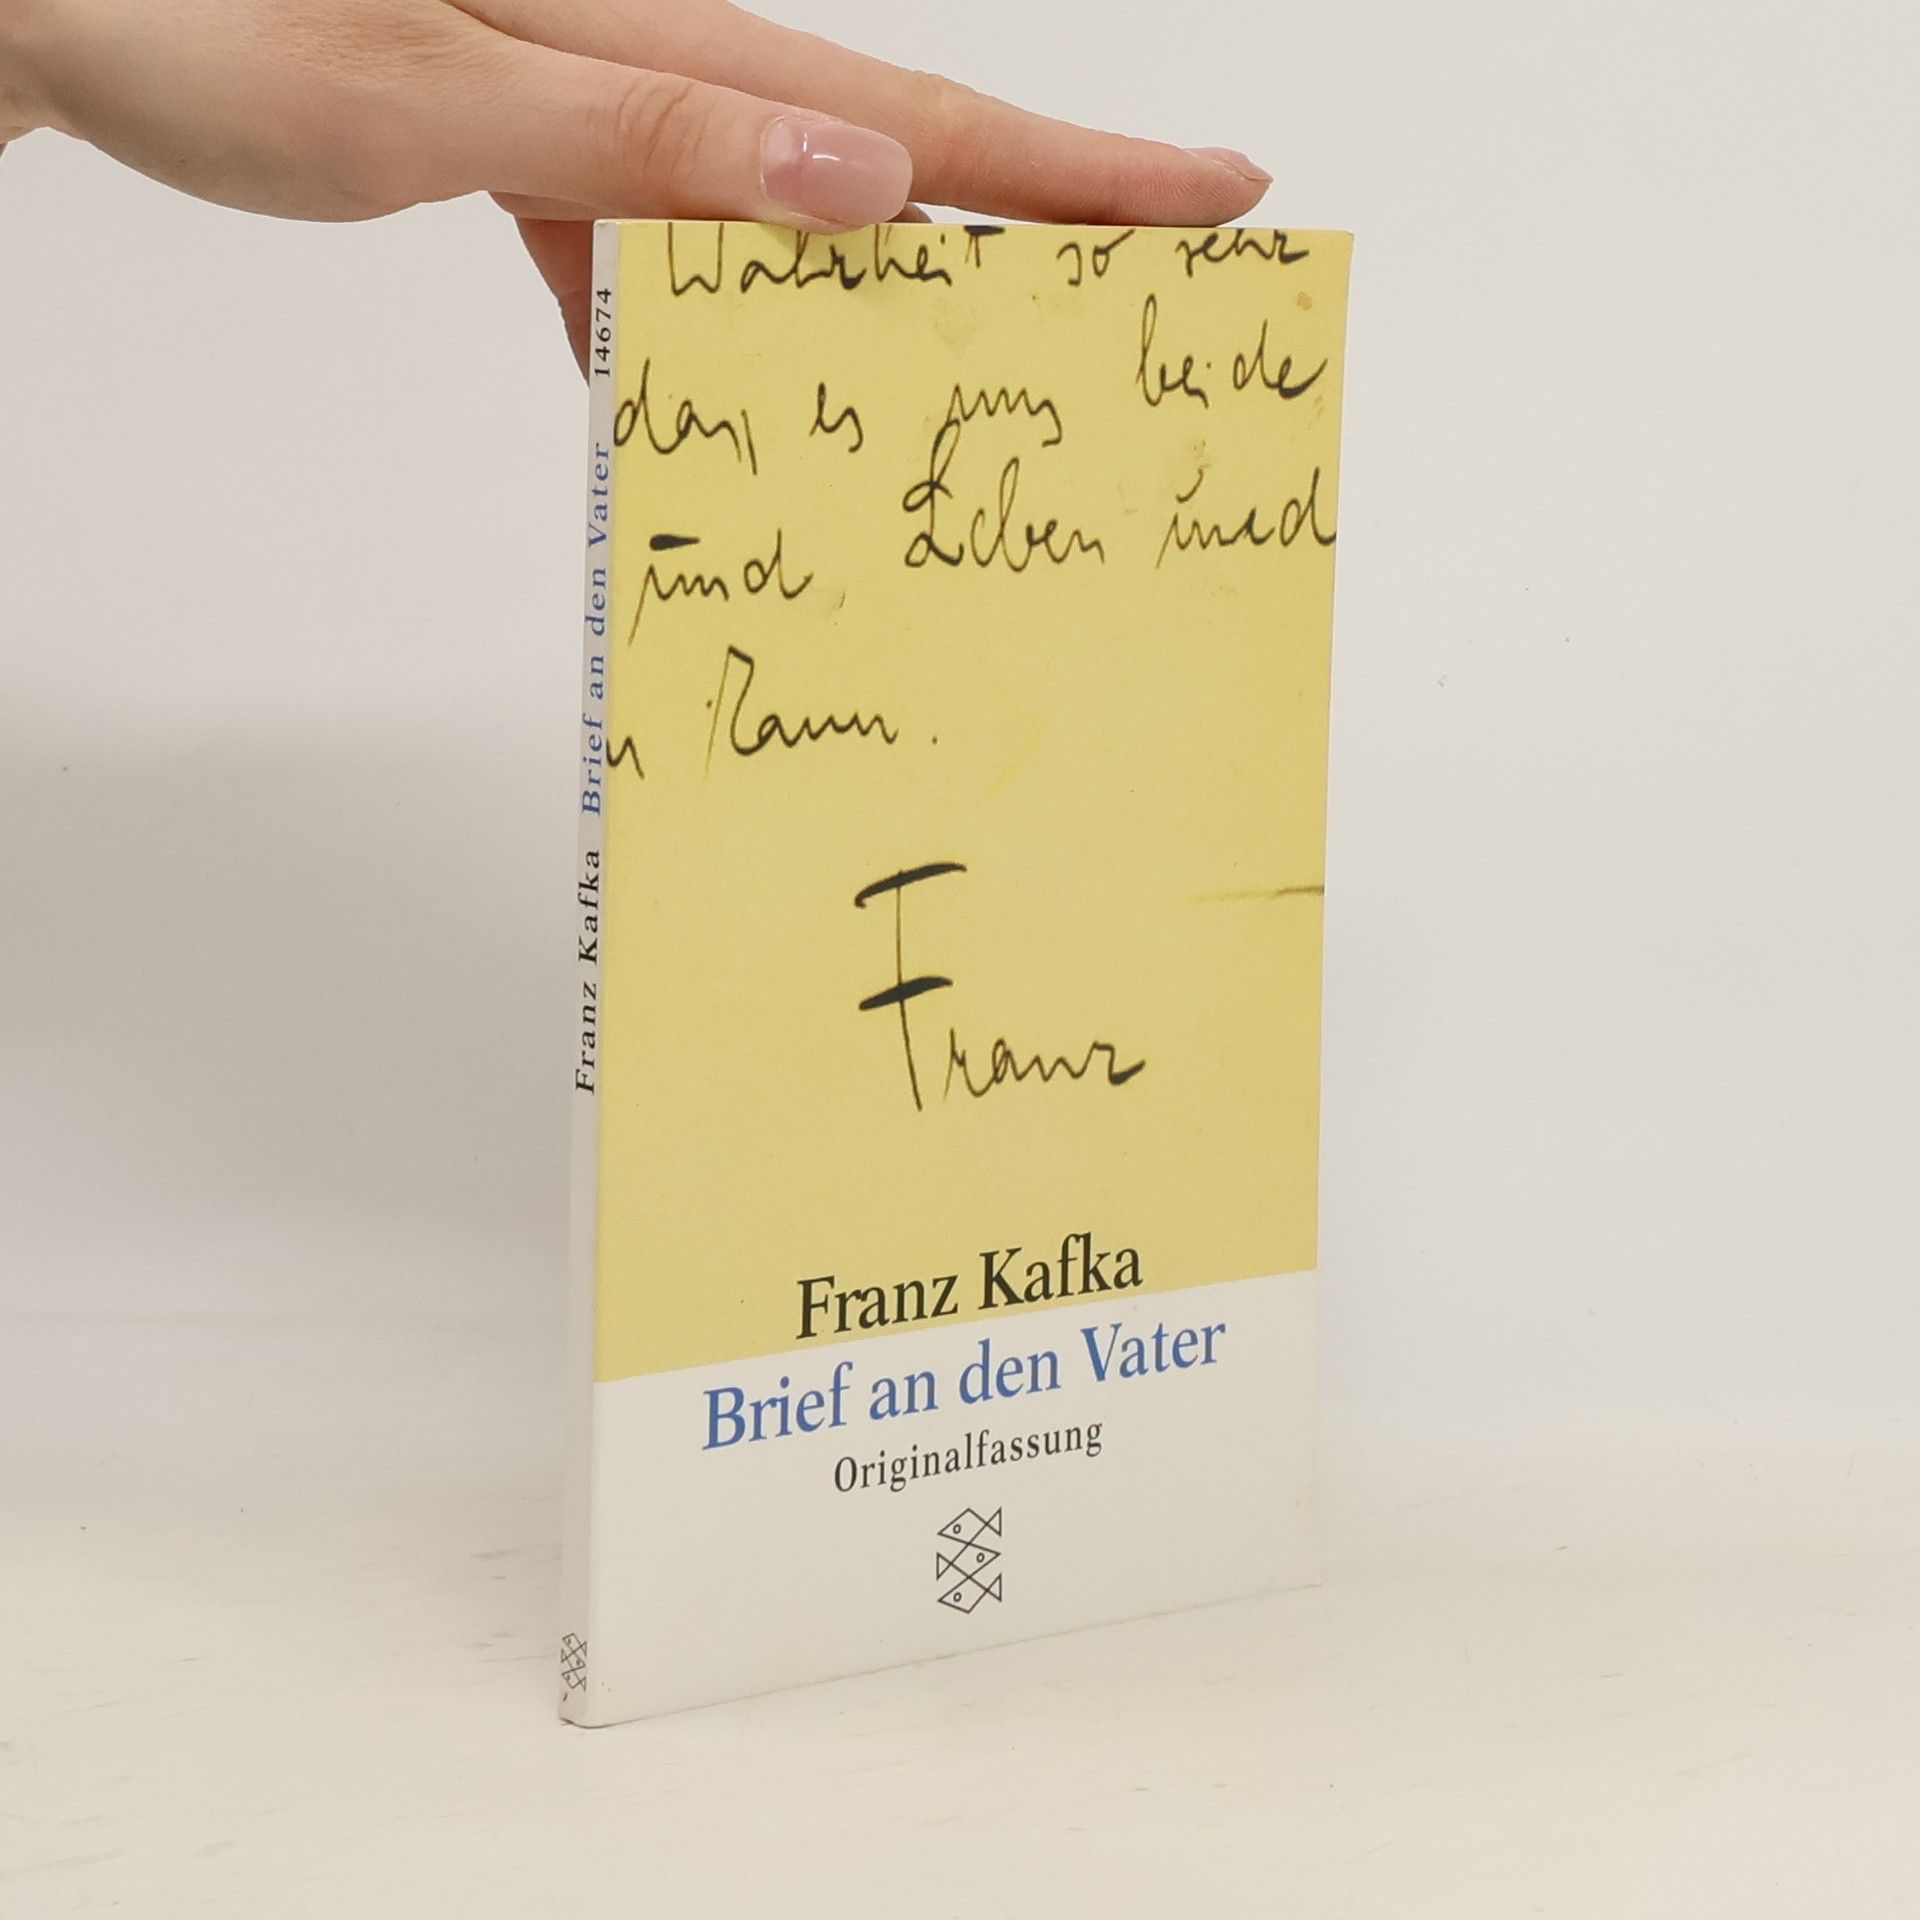 Wahrheit so sehr
daß es uns beide
und Leben und
n kann.
Franz
Franz Kafka
Brief an den Vater
Originalfassung
Franz Kafka Brief an den Vater 14674